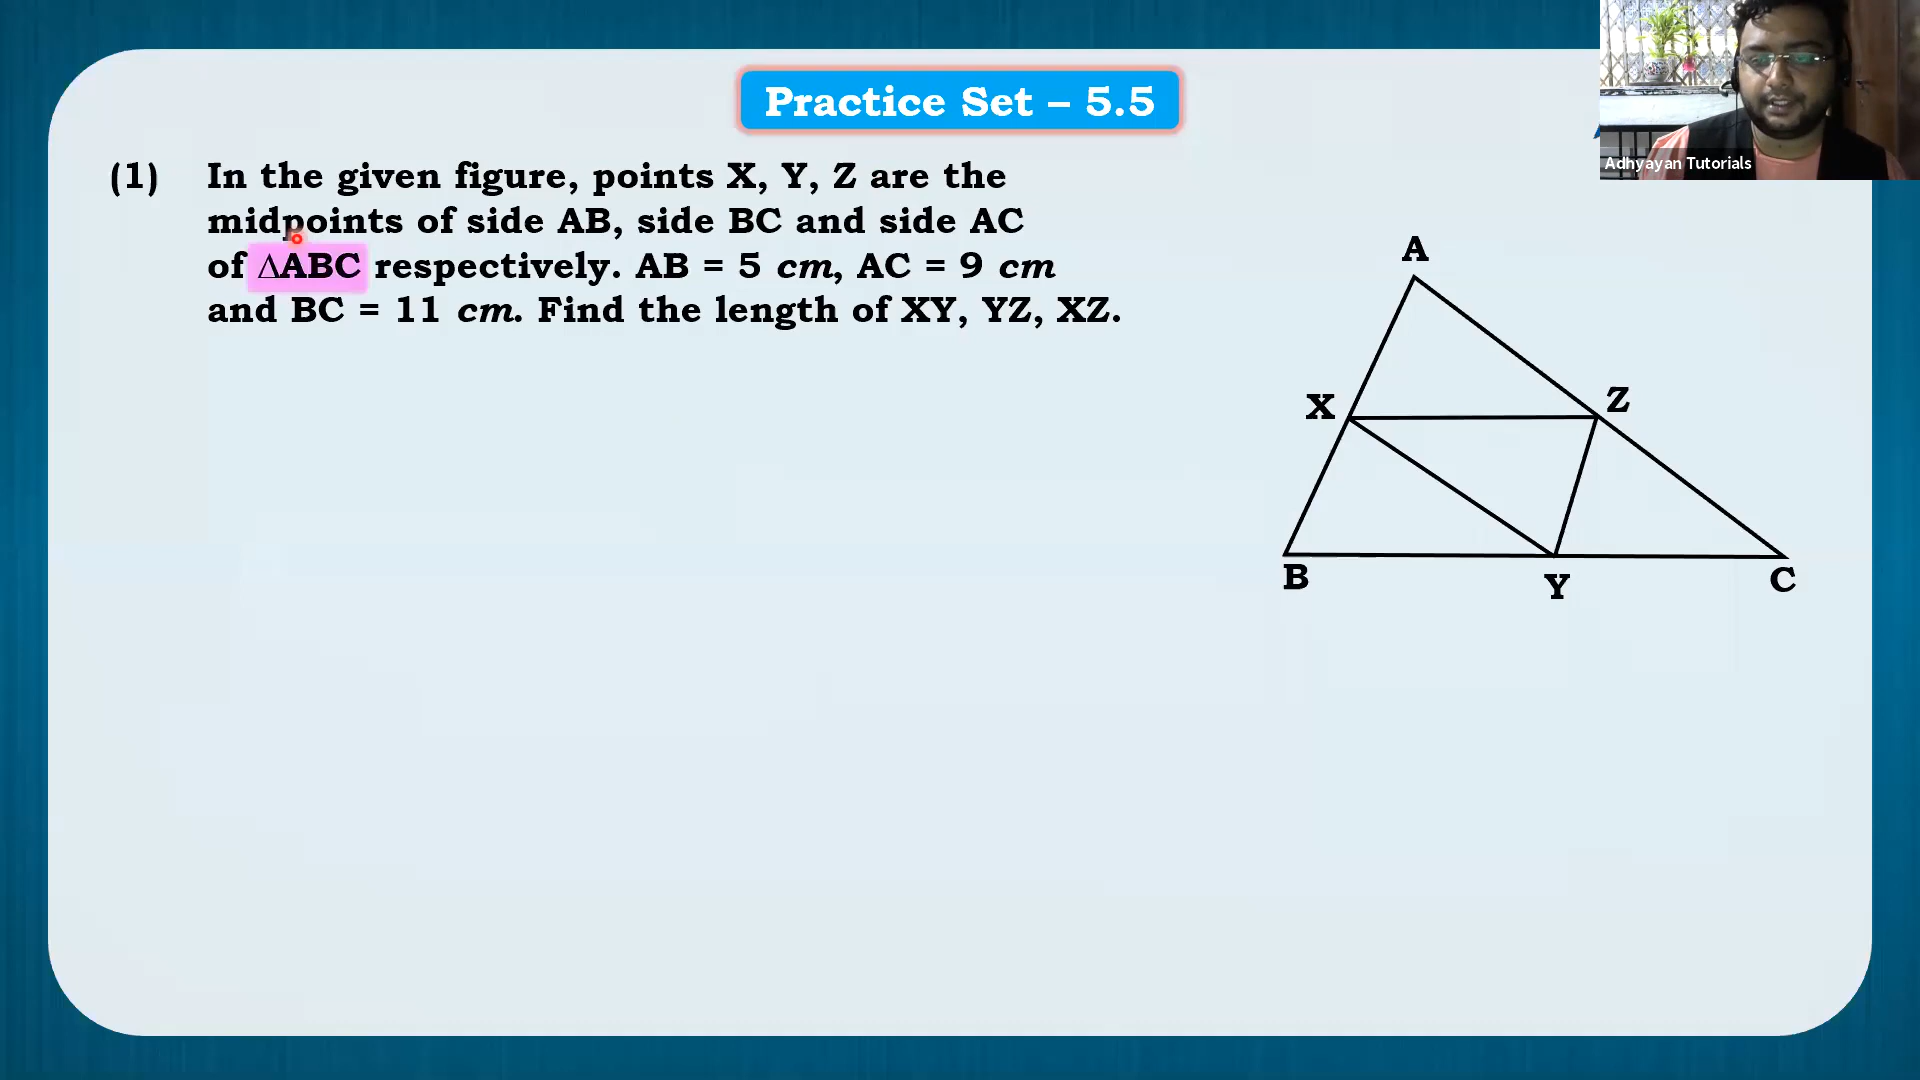 Practice Set – 5.5
Adhyayan Tutorials
(1) In the given figure, points X, Y, Z are the
midpoints of side AB, side BC and side AC
of ∆ABC respectively. AB = 5 cm, AC = 9 cm
and BC = 11 cm. Find the length of XY, YZ, XZ.
A
X
Z
B
Y
C